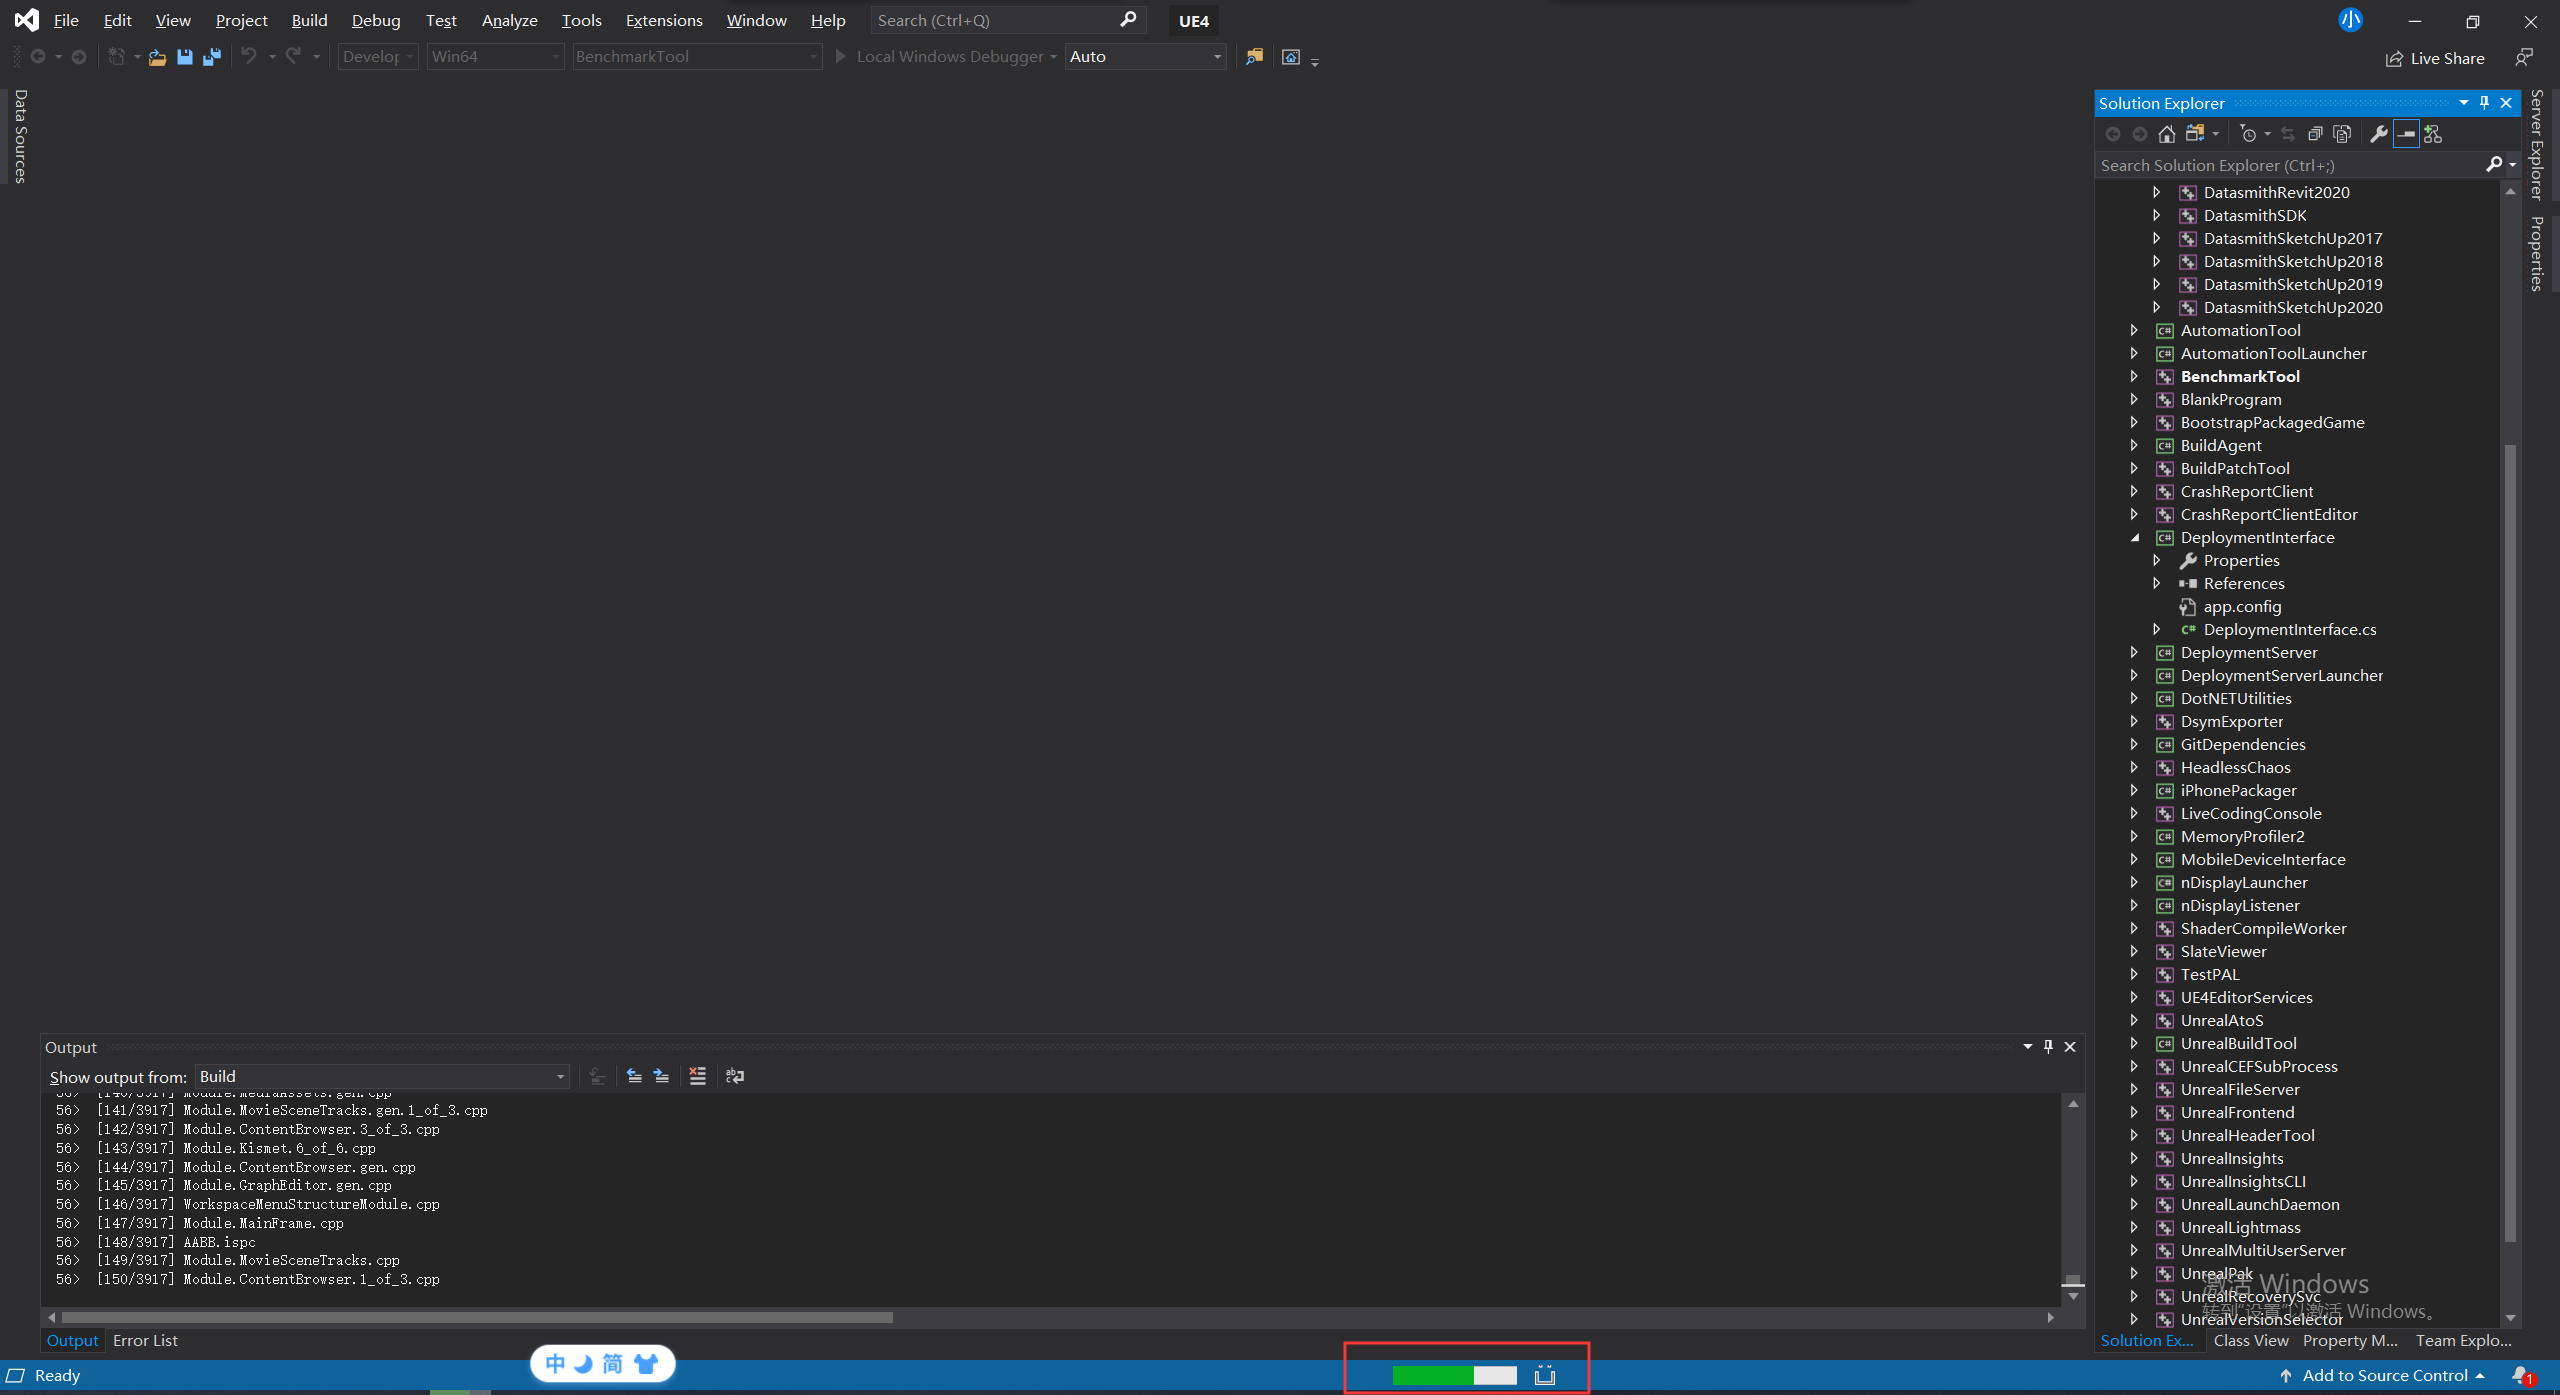 File Edit View Project Build Debug Test Analyze Tools Extensions Window Help Search (Ctrl+Q) UE4 小
Develop Win64 BenchmarkTool Local Windows Debugger Auto Live Share
Data Sources
Solution Explorer
Search Solution Explorer (Ctrl+;)
DatasmithRevit2020
DatasmithSDK
DatasmithSketchUp2017
DatasmithSketchUp2018
DatasmithSketchUp2019
DatasmithSketchUp2020
AutomationTool
AutomationToolLauncher
BenchmarkTool
BlankProgram
BootstrapPackagedGame
BuildAgent
BuildPatchTool
CrashReportClient
CrashReportClientEditor
DeploymentInterface
Properties
References
app.config
DeploymentInterface.cs
DeploymentServer
DeploymentServerLauncher
DotNETUtilities
DsymExporter
GitDependencies
HeadlessChaos
iPhonePackager
LiveCodingConsole
MemoryProfiler2
MobileDeviceInterface
nDisplayLauncher
nDisplayListener
ShaderCompileWorker
SlateViewer
TestPAL
UE4EditorServices
UnrealAtoS
UnrealBuildTool
UnrealCEFSubProcess
UnrealFileServer
UnrealFrontend
UnrealHeaderTool
UnrealInsights
UnrealInsightsCLI
UnrealLaunchDaemon
UnrealLightmass
UnrealMultiUserServer
UnrealPak
UnrealRecoverySvc
UnrealVersionSelector
激活 Windows
转到"设置"以激活 Windows。
Solution Ex... Class View Property M... Team Explo...
Server Explorer
Properties
Output
Show output from: Build
56> [140/3917] Module.MediaAssets.gen.cpp
56> [141/3917] Module.MovieSceneTracks.gen.1_of_3.cpp
56> [142/3917] Module.ContentBrowser.3_of_3.cpp
56> [143/3917] Module.Kismet.6_of_6.cpp
56> [144/3917] Module.ContentBrowser.gen.cpp
56> [145/3917] Module.GraphEditor.gen.cpp
56> [146/3917] WorkspaceMenuStructureModule.cpp
56> [147/3917] Module.MainFrame.cpp
56> [148/3917] AABB.ispc
56> [149/3917] Module.MovieSceneTracks.cpp
56> [150/3917] Module.ContentBrowser.1_of_3.cpp
Output Error List
中 简
Ready Add to Source Control 1